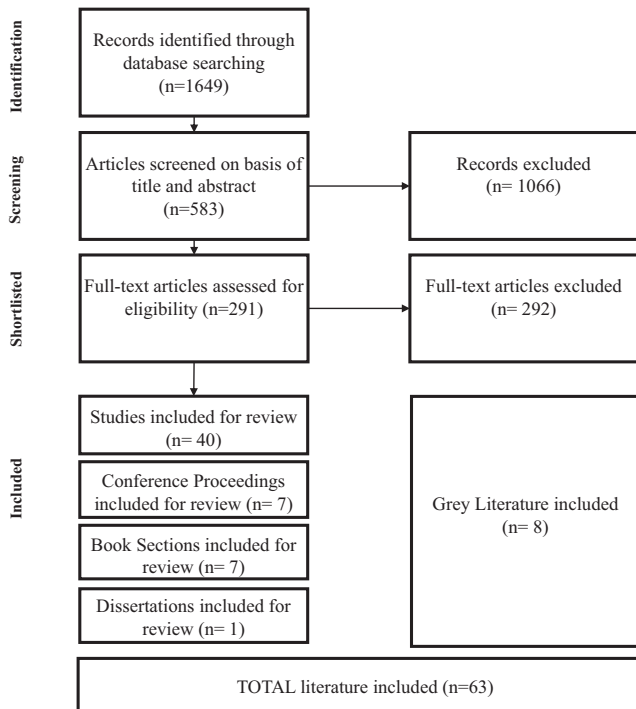 Identification
Records identified through
database searching
(n=1649)
Screening
Articles screened on basis of
title and abstract
(n=583)
Records excluded
(n= 1066)
Shortlisted
Full-text articles assessed for
eligibility (n=291)
Full-text articles excluded
(n= 292)
Included
Studies included for review
(n= 40)
Conference Proceedings
included for review (n= 7)
Book Sections included for
review (n= 7)
Dissertations included for
review (n= 1)
Grey Literature included
(n= 8)
TOTAL literature included (n=63)